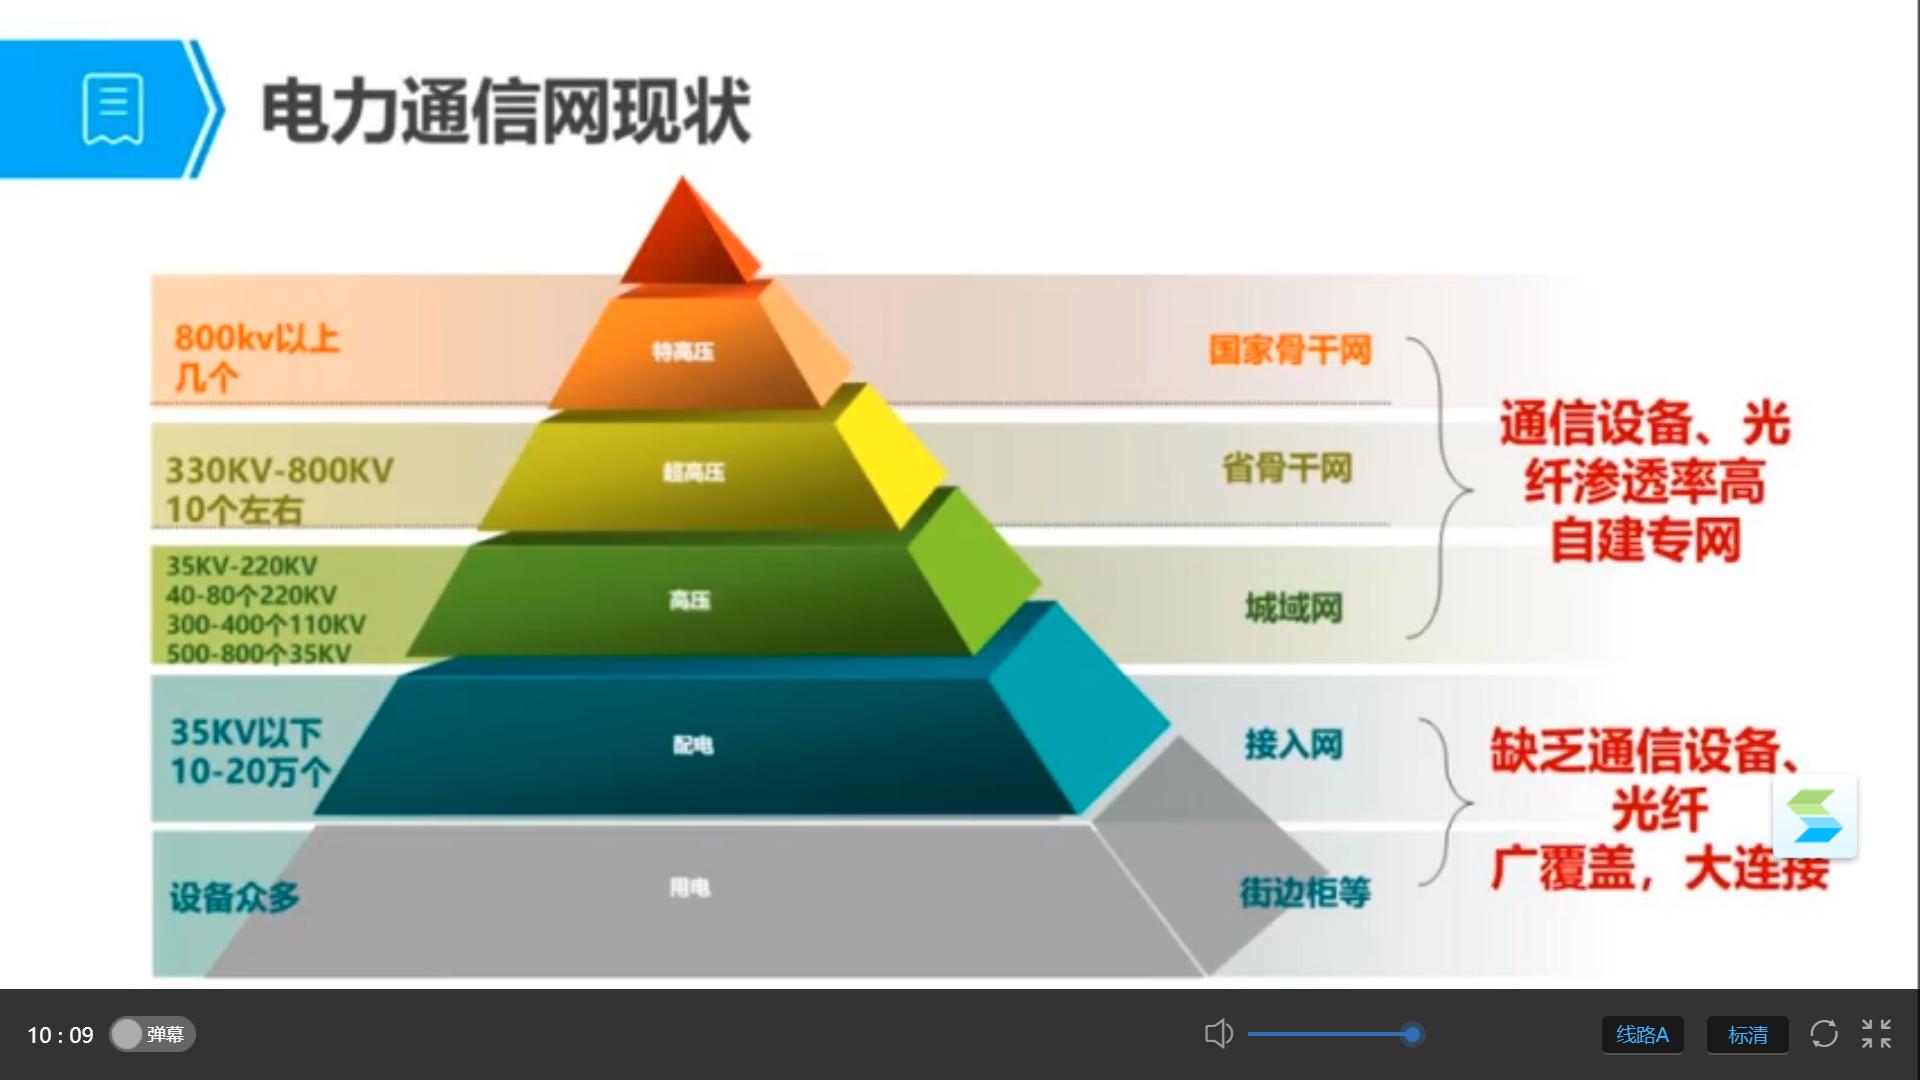 电力通信网现状
800kv以上
几个
特高压
国家骨干网
330KV-800KV
10个左右
超高压
省骨干网
35KV-220KV
40-80个220KV
300-400个110KV
500-800个35KV
高压
城域网
通信设备、光
纤渗透率高
自建专网
35KV以下
10-20万个
配电
接入网
设备众多
用电
街边柜等
缺乏通信设备、
光纤
广覆盖，大连接
10 : 09
弹幕
线路A
标清